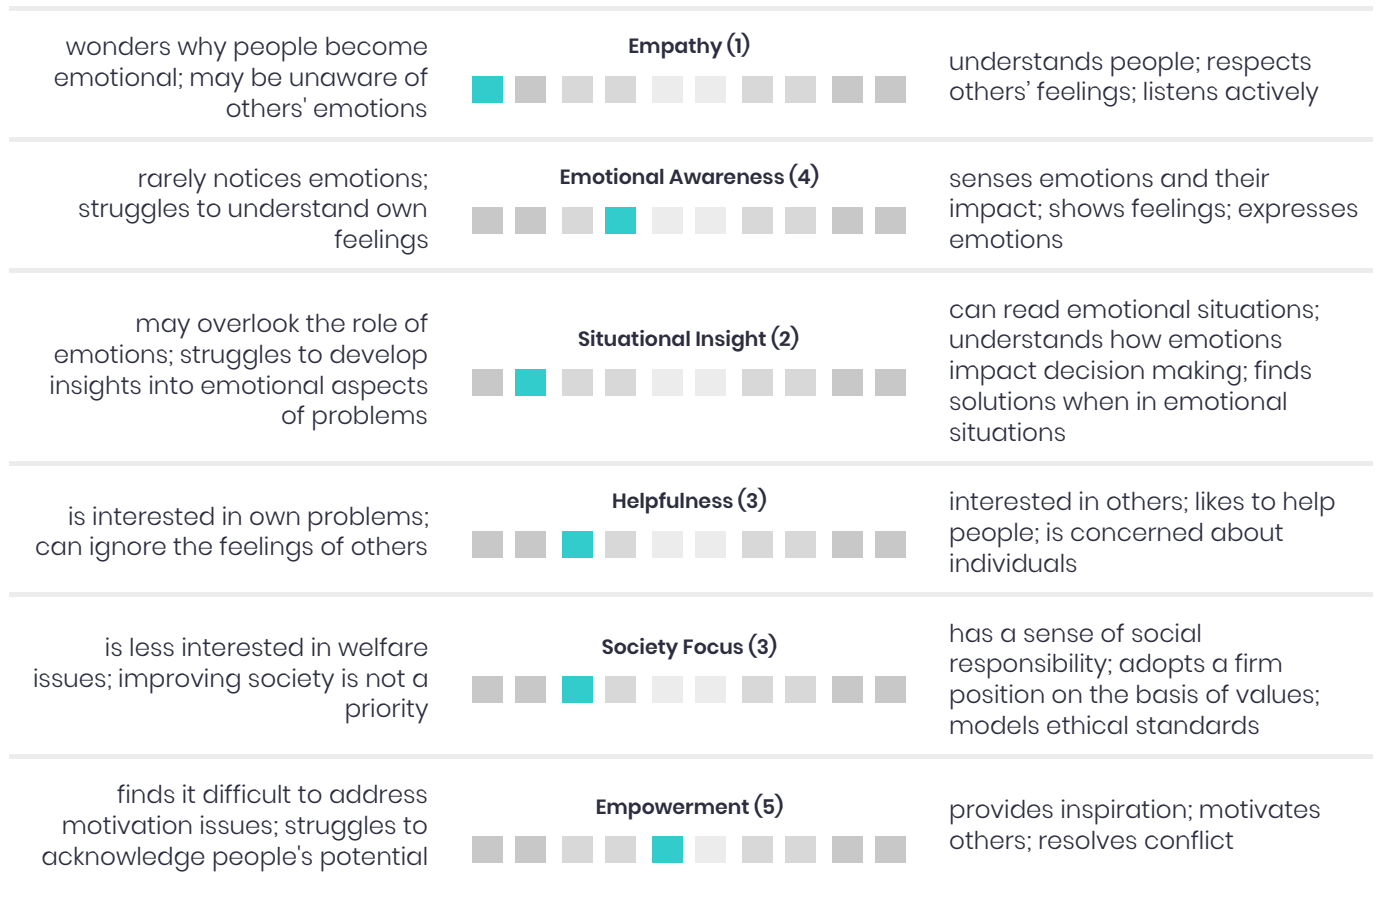 wonders why people become
emotional; may be unaware of
others' emotions
Empathy (1)
understands people; respects
others’ feelings; listens actively
rarely notices emotions;
struggles to understand own
feelings
Emotional Awareness (4)
senses emotions and their
impact; shows feelings; expresses
emotions
may overlook the role of
emotions; struggles to develop
insights into emotional aspects
of problems
Situational Insight (2)
can read emotional situations;
understands how emotions
impact decision making; finds
solutions when in emotional
situations
is interested in own problems;
can ignore the feelings of others
Helpfulness (3)
interested in others; likes to help
people; is concerned about
individuals
is less interested in welfare
issues; improving society is not a
priority
Society Focus (3)
has a sense of social
responsibility; adopts a firm
position on the basis of values;
models ethical standards
finds it difficult to address
motivation issues; struggles to
acknowledge people's potential
Empowerment (5)
provides inspiration; motivates
others; resolves conflict